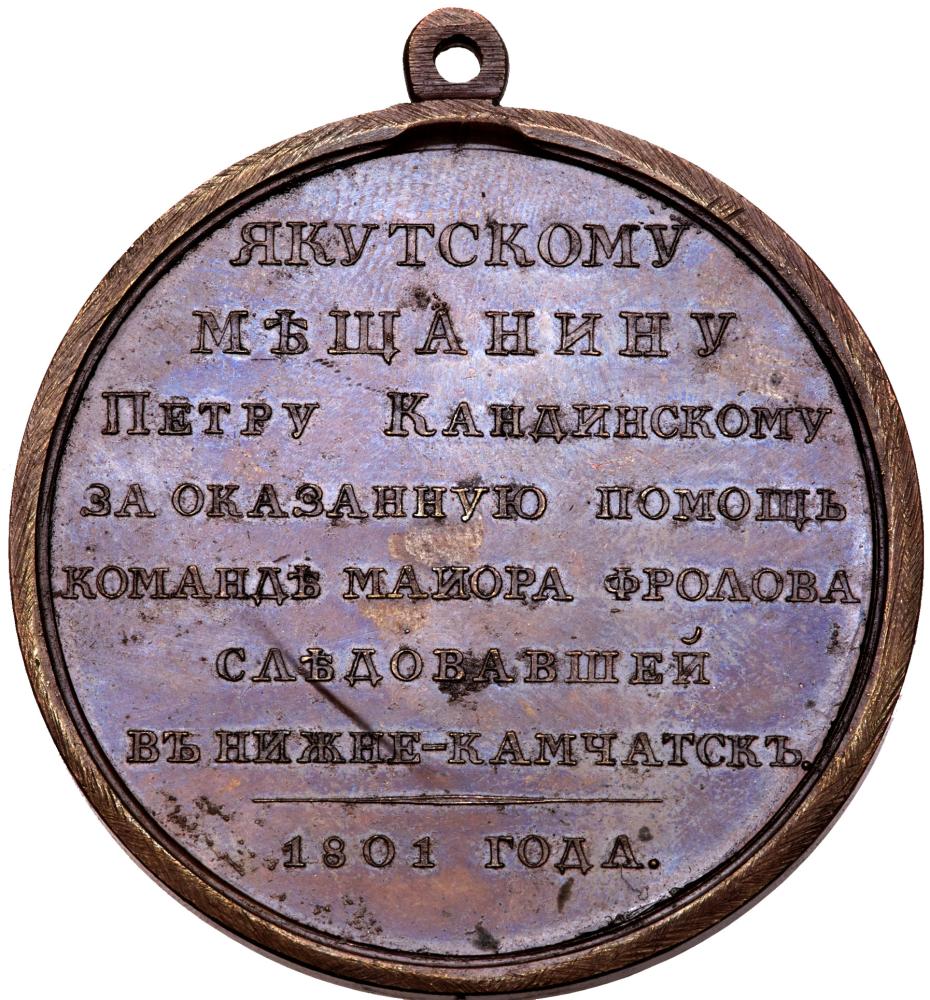 ЯКУТСКОМУ
МѢЩАНИНУ
ПЕТРУ КАНДИНСКОМУ
ЗА ОКАЗАННУЮ ПОМОЩЬ
КОМАНДѢ МАИОРА ФРОЛОВА
СЛѢДОВАВШЕЙ
ВЪ НИЖНЕ-КАМЧАТСКЪ.
1801 ГОДА.